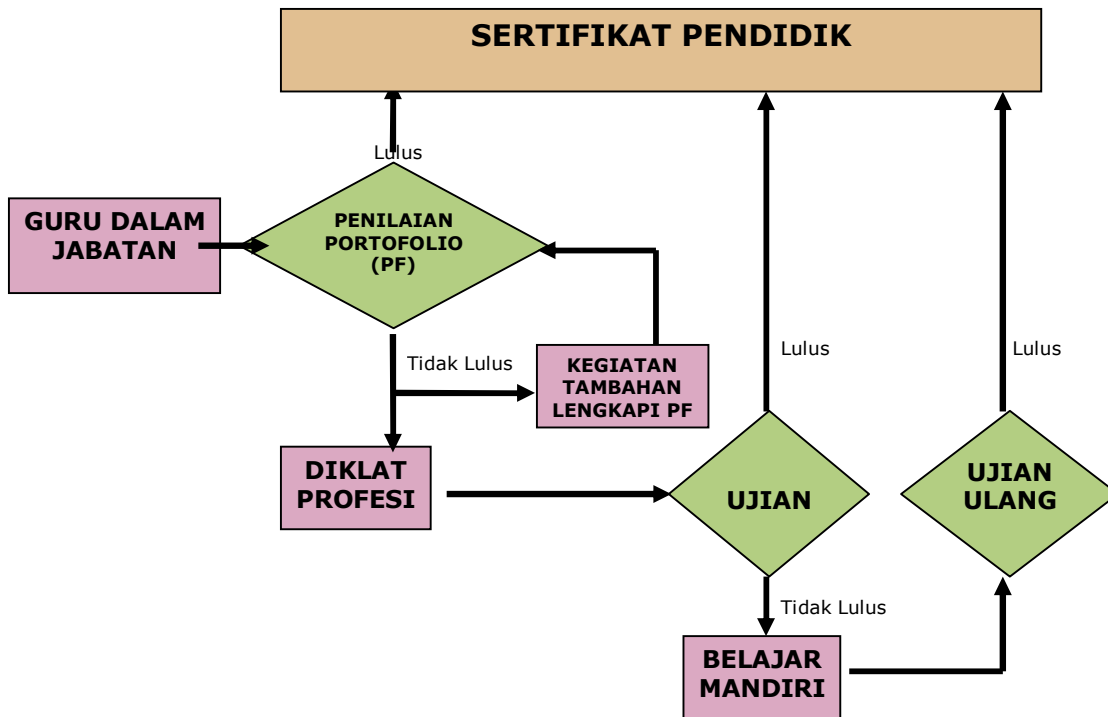 SERTIFIKAT PENDIDIK
Lulus
GURU DALAM
JABATAN
PENILAIAN
PORTOFOLIO
(PF)
Tidak Lulus
KEGIATAN
TAMBAHAN
LENGKAPI PF
Lulus
Lulus
DIKLAT
PROFESI
UJIAN
UJIAN
ULANG
Tidak Lulus
BELAJAR
MANDIRI